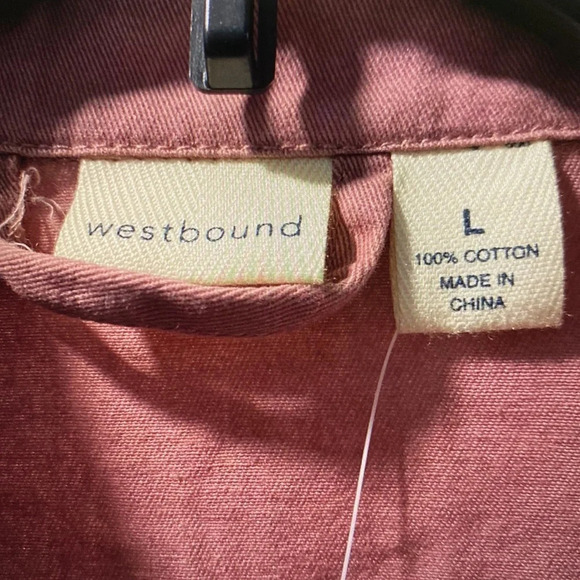 westbound
L
100% COTTON
MADE IN
CHINA